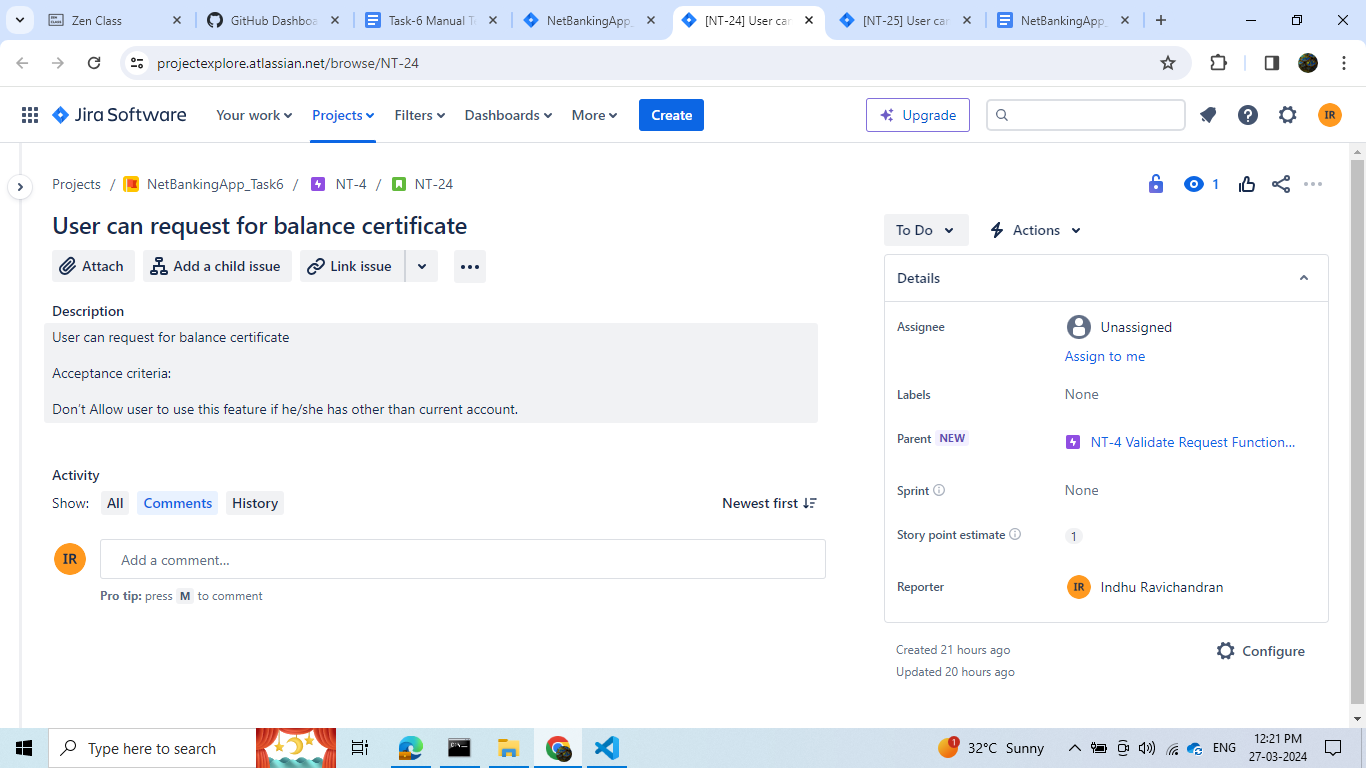 Zen Class
GitHub Dashboa
Task-6 Manual T
NetBankingApp_
[NT-24] User can
[NT-25] User car
NetBankingApp_
projectexplore.atlassian.net/browse/NT-24
Jira Software
Your work
Projects
Filters
Dashboards
More
Create
Upgrade
IR
Projects / NetBankingApp_Task6 / NT-4 / NT-24
1
User can request for balance certificate
To Do
Actions
Attach
Add a child issue
Link issue
Details
Description
User can request for balance certificate
Acceptance criteria:
Don't Allow user to use this feature if he/she has other than current account.
Assignee
Unassigned
Assign to me
Labels
None
Parent NEW
NT-4 Validate Request Function...
Activity
Show: All Comments History
Newest first
Sprint
None
Story point estimate
1
IR
Add a comment...
Pro tip: press M to comment
Reporter
IR
Indhu Ravichandran
Created 21 hours ago
Updated 20 hours ago
Configure
Type here to search
1
32°C Sunny
ENG
12:21 PM
27-03-2024